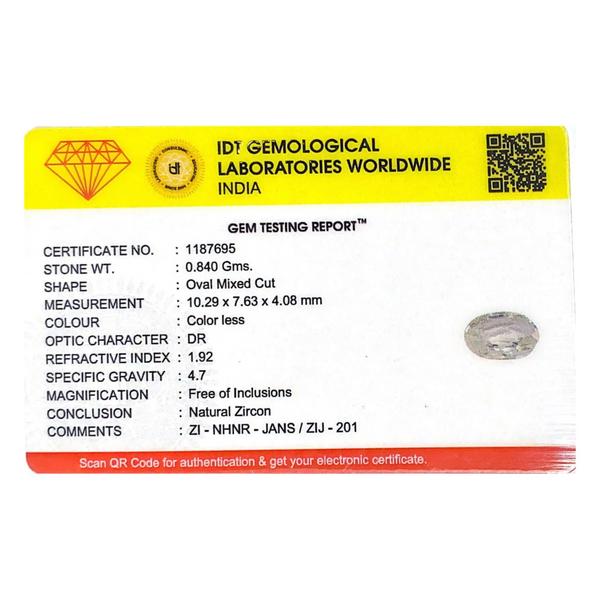 IDT GEMOLOGICAL
LABORATORIES WORLDWIDE
INDIA
GEM TESTING REPORT™
CERTIFICATE NO. : 1187695
STONE WT. : 0.840 Gms.
SHAPE : Oval Mixed Cut
MEASUREMENT : 10.29 x 7.63 x 4.08 mm
COLOUR : Color less
OPTIC CHARACTER : DR
REFRACTIVE INDEX : 1.92
SPECIFIC GRAVITY : 4.7
MAGNIFICATION : Free of Inclusions
CONCLUSION : Natural Zircon
COMMENTS : ZI - NHNR - JANS / ZIJ - 201
Scan QR Code for authentication & get your electronic certificate.